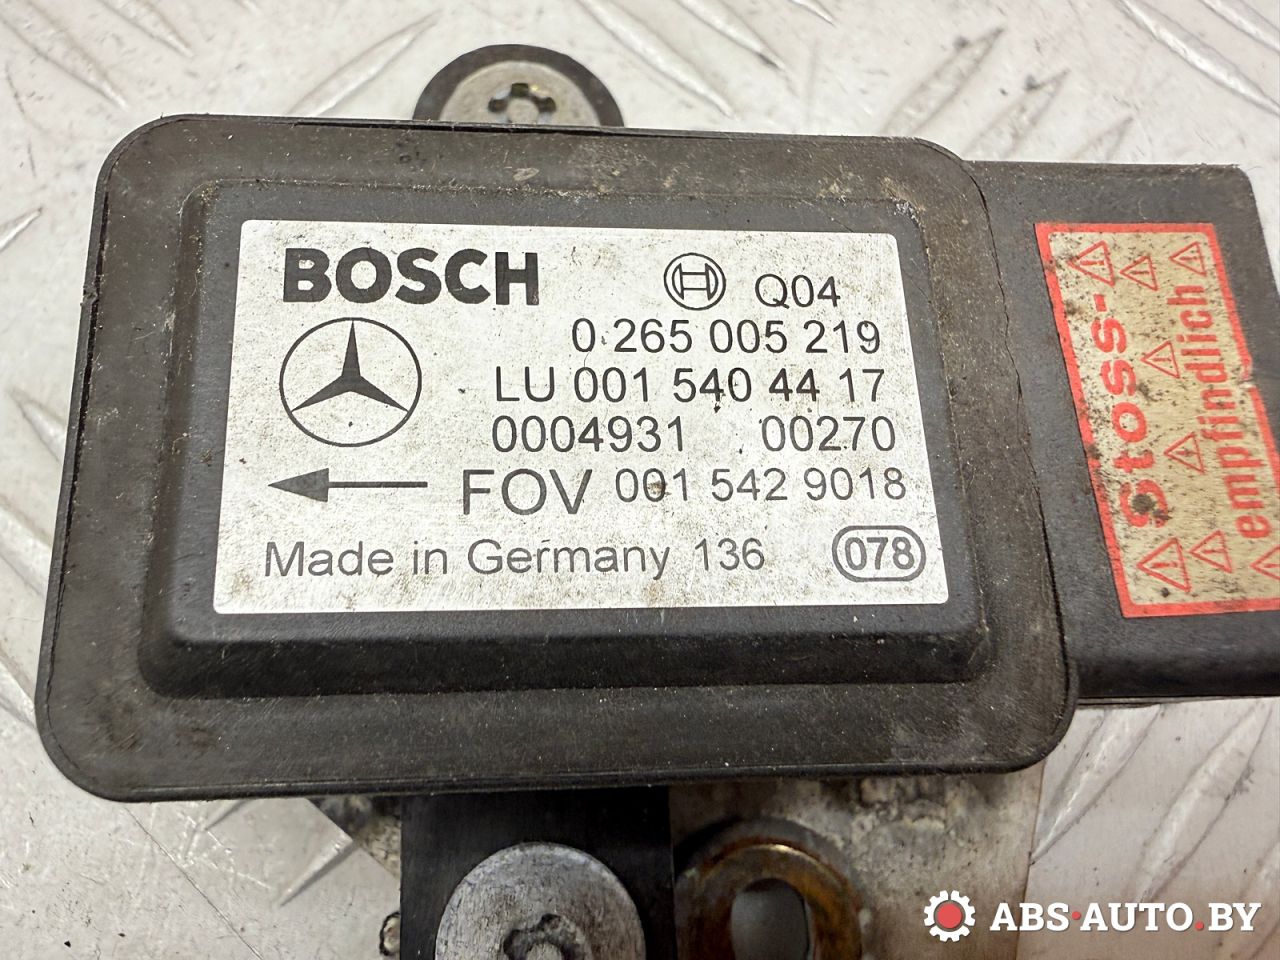 BOSCH
Q04
0 265 005 219
LU 001 540 44 17
0004931 00270
FOV 001 542 9018
Made in Germany 136 078
Stoss-
empfindlich
ABS-AUTO.BY